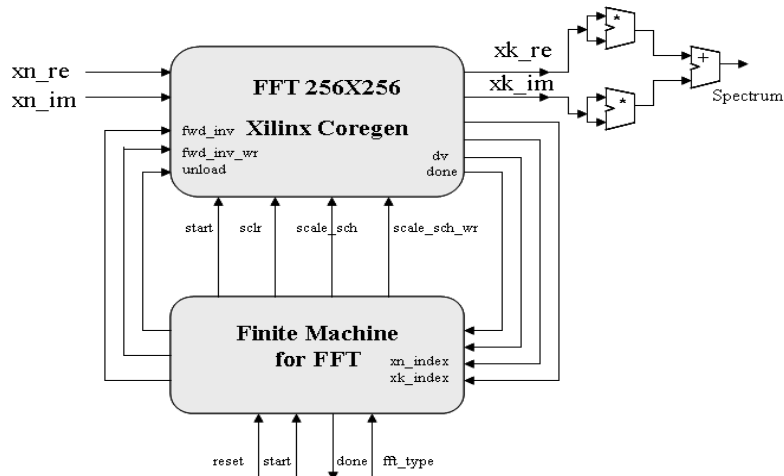 xn_re
xn_im
FFT 256X256
Xilinx Coregen
fwd_inv
fwd_inv_wr
unload
dv
done
xk_re
xk_im
*
*
+
Spectrum
start
sclr
scale_sch
scale_sch_wr
Finite Machine
for FFT
xn_index
xk_index
reset
start
done
fft_type